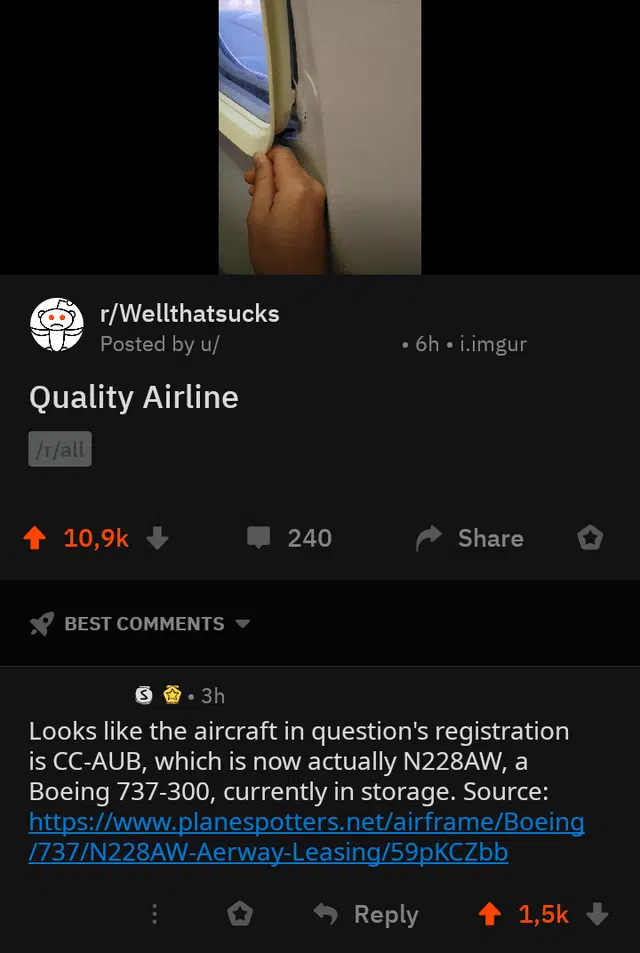 r/Wellthatsucks
Posted by u/ • 6h • i.imgur
Quality Airline
/r/all
10,9k 240 Share
BEST COMMENTS
S • 3h
Looks like the aircraft in question's registration
is CC-AUB, which is now actually N228AW, a
Boeing 737-300, currently in storage. Source:
https://www.planespotters.net/airframe/Boeing
/737/N228AW-Aerway-Leasing/59pKCZbb
Reply 1,5k